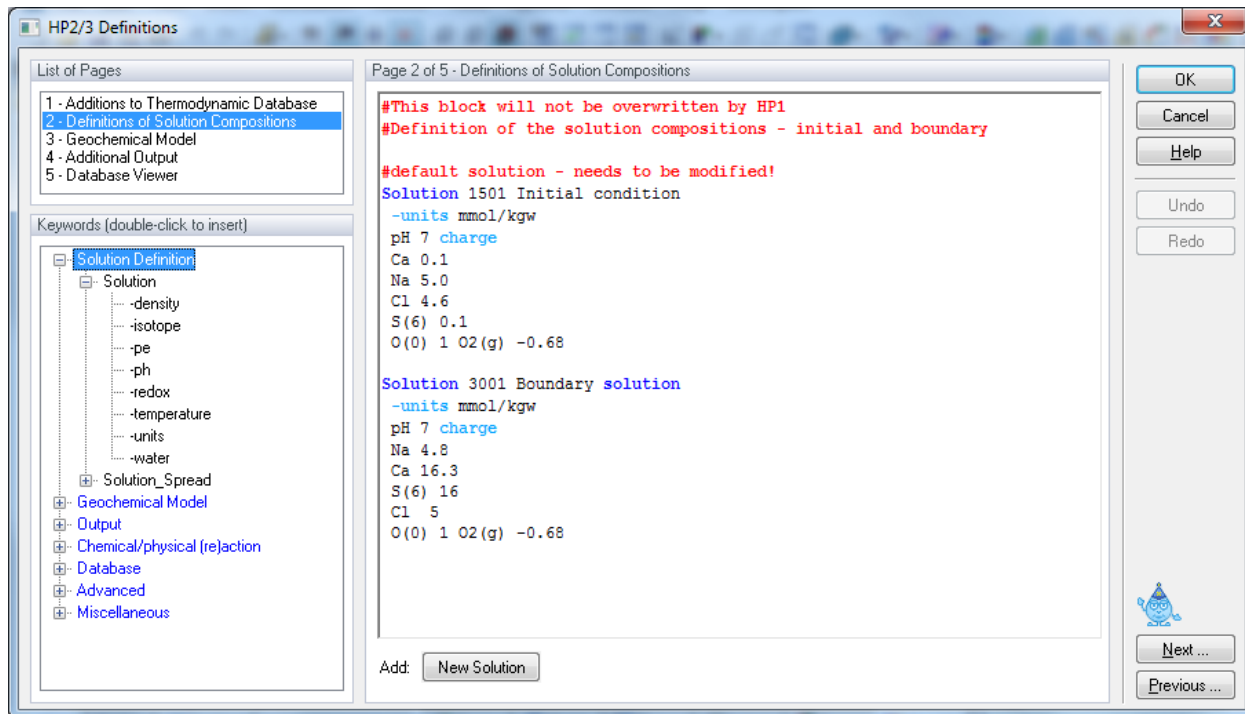 HP2/3 Definitions
List of Pages
1 - Additions to Thermodynamic Database
2 - Definitions of Solution Compositions
3 - Geochemical Model
4 - Additional Output
5 - Database Viewer
Keywords (double-click to insert)
Solution Definition
Solution
-density
-isotope
-pe
-ph
-redox
-temperature
-units
-water
Solution_Spread
Geochemical Model
Output
Chemical/physical (re)action
Database
Advanced
Miscellaneous
Page 2 of 5 - Definitions of Solution Compositions
#This block will not be overwritten by HP1
#Definition of the solution compositions - initial and boundary
#default solution - needs to be modified!
Solution 1501 Initial condition
-units mmol/kgw
pH 7 charge
Ca 0.1
Na 5.0
Cl 4.6
S(6) 0.1
O(0) 1 O2(g) -0.68
Solution 3001 Boundary solution
-units mmol/kgw
pH 7 charge
Na 4.8
Ca 16.3
S(6) 16
Cl  5
O(0) 1 O2(g) -0.68
Add: New Solution
OK
Cancel
Help
Undo
Redo
Next ...
Previous ...